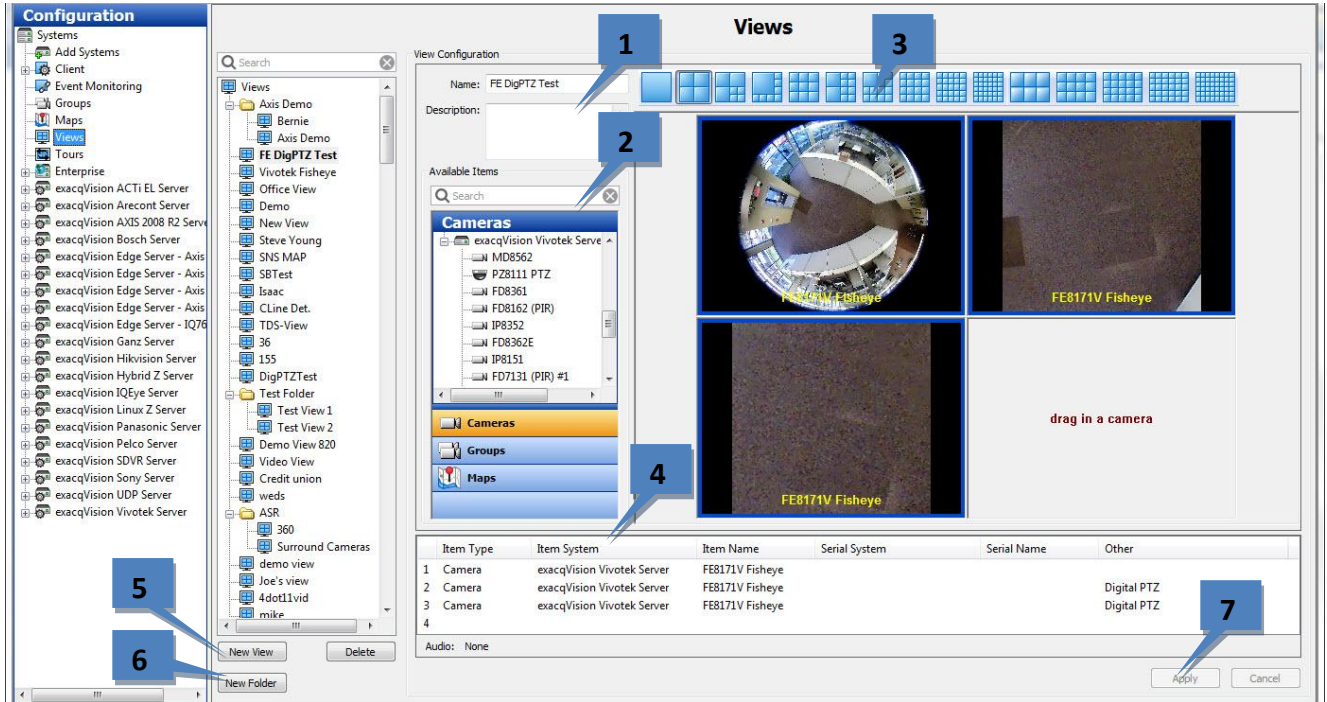 Configuration
Systems
Add Systems
Client
Event Monitoring
Groups
Maps
Views
Tours
Enterprise
exacqVision ACTi EL Server
exacqVision Arecont Server
exacqVision AXIS 2008 R2 Serve
exacqVision Bosch Server
exacqVision Edge Server - Axis
exacqVision Edge Server - Axis
exacqVision Edge Server - Axis
exacqVision Edge Server - Axis
exacqVision Edge Server - IQ76
exacqVision Ganz Server
exacqVision Hikvision Server
exacqVision Hybrid Z Server
exacqVision IQEye Server
exacqVision Linux Z Server
exacqVision Panasonic Server
exacqVision Pelco Server
exacqVision SDVR Server
exacqVision Sony Server
exacqVision UDP Server
exacqVision Vivotek Server
Search
Views
Axis Demo
Bernie
Axis Demo
FE DigPTZ Test
Vivotek Fisheye
Office View
Demo
New View
Steve Young
SNS MAP
SBTest
Isaac
CLine Det.
TDS-View
36
155
DigPTZTest
Test Folder
Test View 1
Test View 2
Demo View 820
Video View
Credit union
weds
ASR
360
Surround Cameras
demo view
Joe's view
4dot11vid
mike
5
New View
Delete
6
New Folder
Views
View Configuration
1
3
Name: FE DigPTZ Test
Description:
2
Available Items
Search
Cameras
exacqVision Vivotek Serve
MD8562
PZ8111 PTZ
FD8361
FD8162 (PIR)
IP8352
FD8362E
IP8151
FD7131 (PIR) #1
Cameras
Groups
Maps
4
FE8171V Fisheye
FE8171V Fisheye
FE8171V Fisheye
drag in a camera
Item Type Item System Item Name Serial System Serial Name Other
1 Camera exacqVision Vivotek Server FE8171V Fisheye
2 Camera exacqVision Vivotek Server FE8171V Fisheye Digital PTZ
3 Camera exacqVision Vivotek Server FE8171V Fisheye Digital PTZ
4
Audio: None
7
Apply
Cancel